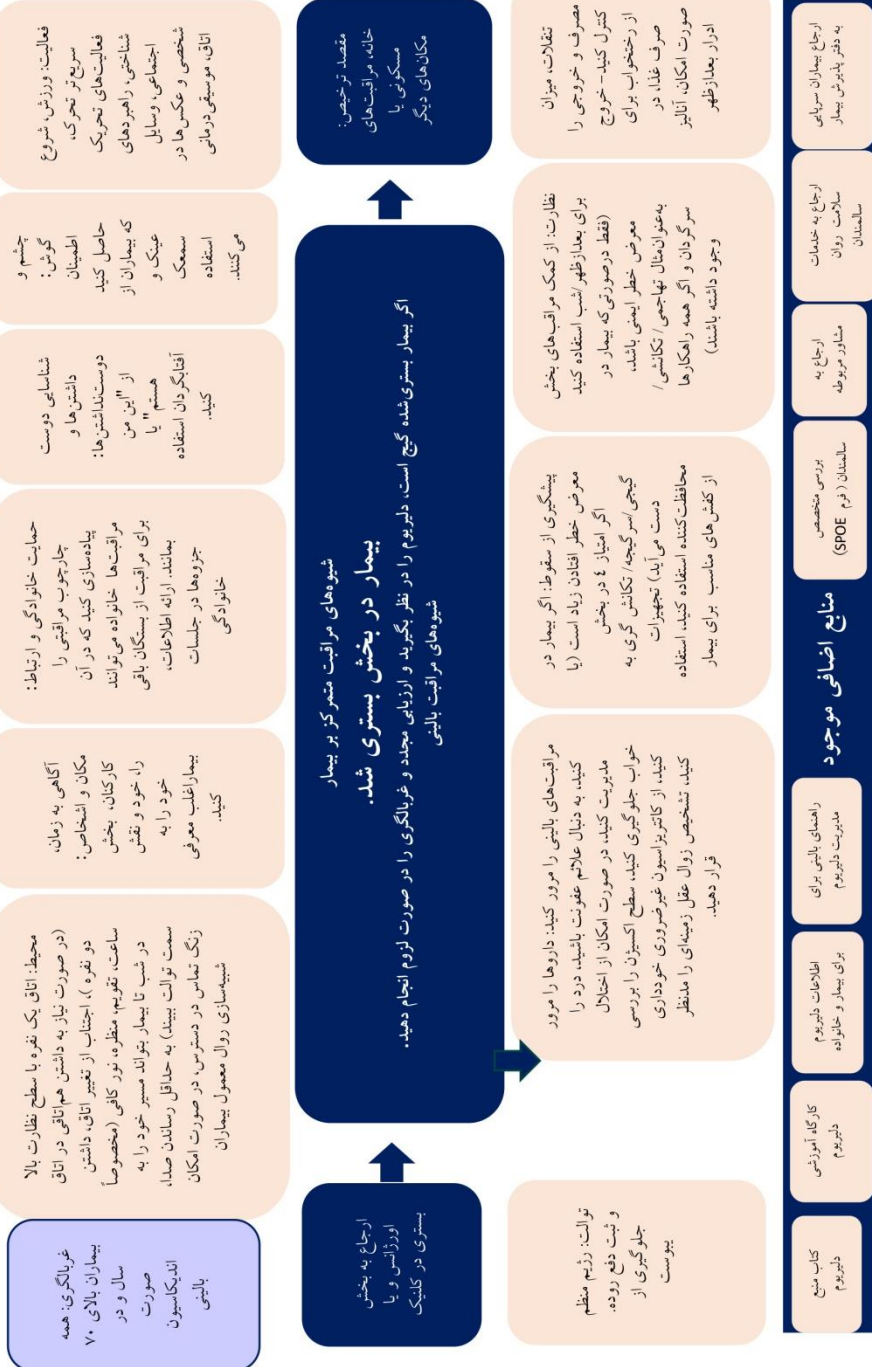 غربالگری: همه
بیماران بالای ۷۰
سال و در
صورت
اندیکاسیون
بالینی
محیط: اتاق یک نفره با سطح نظارت بالا
(در صورت نیاز به داشتن هم‌اتاقی در اتاق
دو نفره )، اجتناب از تغییر اتاق، داشتن
ساعت، تقویم، منظره، نور کافی (مخصوصاً
در شب تا بیمار بتواند مسیر خود را به
سمت توالت ببیند) به حداقل رساندن صدا،
زنگ تماس در دسترس، در صورت امکان
شبیه‌سازی روال معمول بیماران
آگاهی به زمان،
مکان و اشخاص:
کارکنان، بخش
را، خود و نقش
خود را به
بیماراغلب معرفی
کنید.
حمایت خانوادگی و ارتباط:
چارچوب مراقبتی را
پیاده‌سازی کنید که در آن
مراقبت‌ها خانواده می‌توانند
برای مراقبت از بستگان باقی
بمانند. ارائه اطلاعات،
جزوه‌ها در جلسات
خانوادگی
شناسایی دوست
داشتن‌ها و
دوست‌نداشتن‌ها:
از "این من
هستم" یا
آفتابگردان استفاده
کنید.
چشم و
گوش:
اطمینان
حاصل کنید
که بیماران از
عینک و
سمعک
استفاده
می‌کنند.
فعالیت: ورزش، شروع
سریع‌تر تحرک،
فعالیت‌های تحریک
شناختی، راهبردهای
اجتماعی، وسایل
شخصی و عکس‌ها در
اتاق، موسیقی‌درمانی
ارجاع به بخش
اورژانس و یا
بستری در کلنیک
شیوه‌های مراقبت متمرکز بر بیمار
بیمار در بخش بستری شد.
اگر بیمار بستری‌شده گیج است، دلیریوم را در نظر بگیرید و ارزیابی مجدد و غربالگری را در صورت لزوم انجام دهید.
شیوه‌های مراقبت بالینی
مقصد ترخیص:
خانه، مراقبت‌های
مسکونی یا
مکان‌های دیگر
توالت: رژیم منظم
و ثبت دفع روده.
جلوگیری از
یبوست
مراقبت‌های بالینی را مرور کنید: داروها را مرور
کنید، به دنبال علائم عفونت باشید، درد را
مدیریت کنید، در صورت امکان از اختلال
خواب جلوگیری کنید، سطح اکسیژن را بررسی
کنید، از کاتتریزاسیون غیرضروری خودداری
کنید، تشخیص زوال عقل زمینه‌ای را مدنظر
قرار دهید.
پیشگیری از سقوط: اگر بیمار در
معرض خطر افتادن زیاد است (یا
اگر امتیاز ٤ در بخش
گیجی/سرگیجه/ تکانش گری به
دست می آید) تجهیزات
محافظت‌کننده استفاده کنید، استفاده
از کفش‌های مناسب برای بیمار
نظارت: از کمک مراقب‌های بخش
برای بعدازظهر/شب استفاده کنید
(فقط درصورتی‌که بیمار در
معرض خطر ایمنی باشد،
به‌عنوان‌مثال تهاجمی/ تکانشی/
سرگردان و اگر همه راهکارها
وجود داشته باشند)
تنقلات، میزان
مصرف و خروجی را
کنترل کنید- خروج
از رختخواب برای
صرف غذا، در
صورت امکان، آنالیز
ادرار بعدازظهر
کتاب منبع
دلیریوم
کارگاه آموزشی
دلیریوم
اطلاعات دلیریوم
برای بیمار و خانواده
راهنمای بالینی برای
مدیریت دلیریوم
منابع اضافی موجود
بررسی متخصص
سالمندان ( فرم SPOE)
ارجاع به
مشاور مربوطه
ارجاع به خدمات
سلامت روان
سالمندان
ارجاع بیماران سرپایی
به دفتر پذیرش بیمار